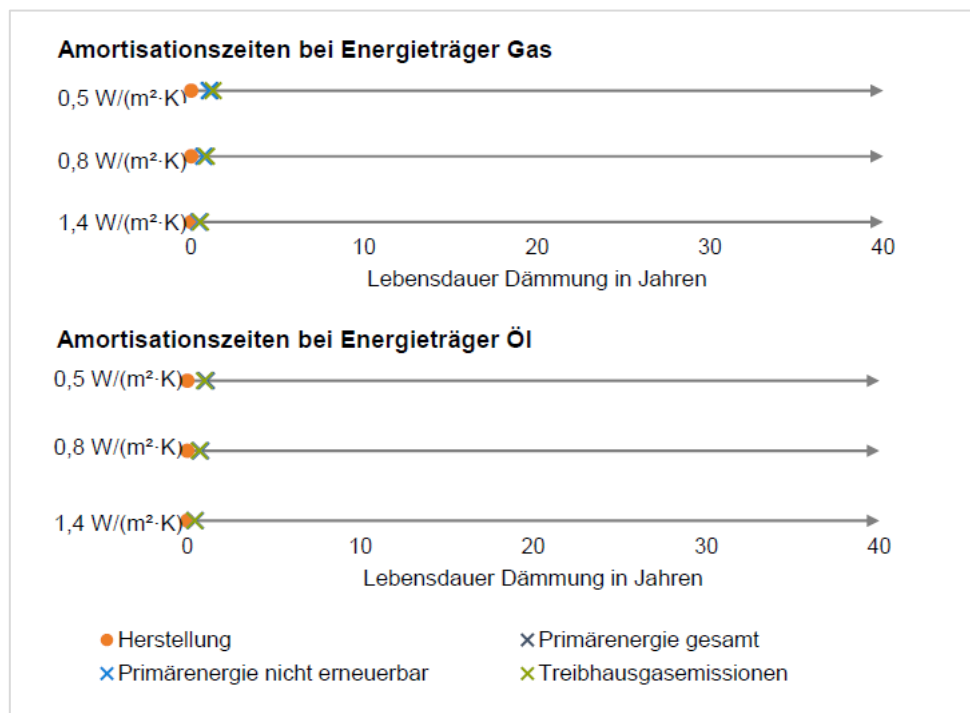 Amortisationszeiten bei Energieträger Gas
0,5 W/(m²·K)
0,8 W/(m²·K)
1,4 W/(m²·K)
0 10 20 30 40
Lebensdauer Dämmung in Jahren
Amortisationszeiten bei Energieträger Öl
0,5 W/(m²·K)
0,8 W/(m²·K)
1,4 W/(m²·K)
0 10 20 30 40
Lebensdauer Dämmung in Jahren
Herstellung Primärenergie gesamt
Primärenergie nicht erneuerbar Treibhausgasemissionen